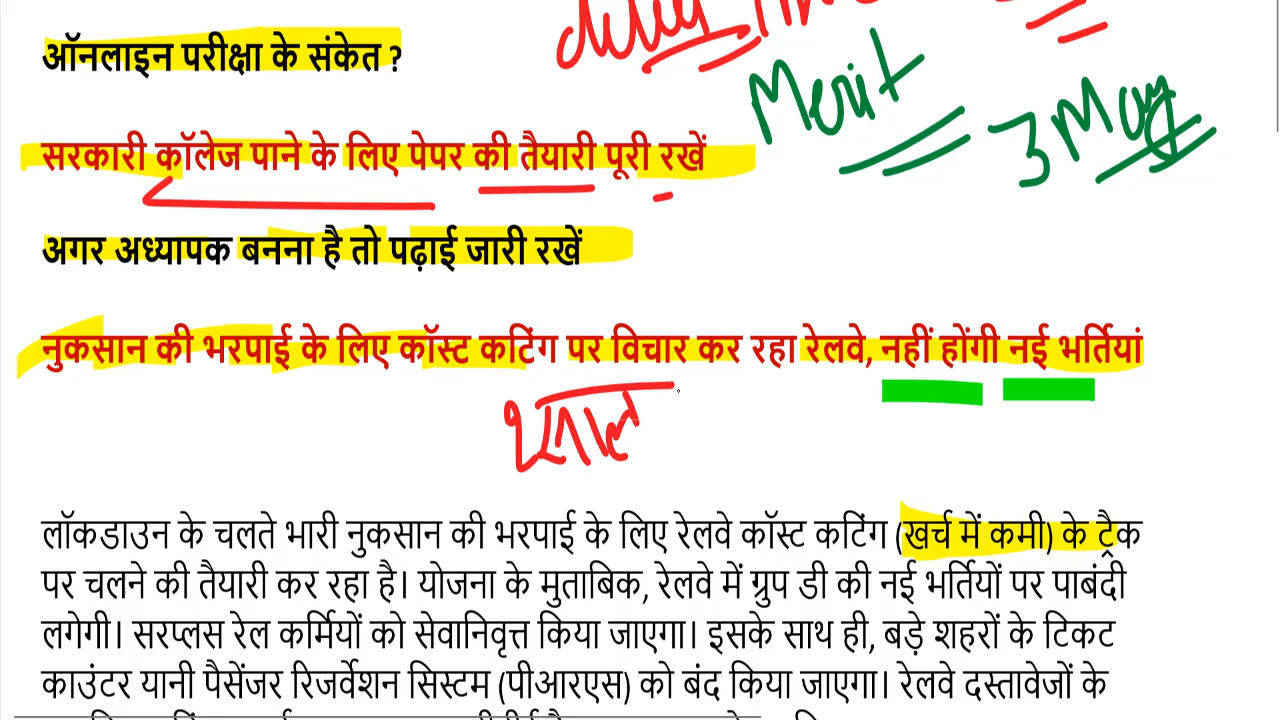 ऑनलाइन परीक्षा के संकेत ?
Merit
3 May
सरकारी कॉलेज पाने के लिए पेपर की तैयारी पूरी रखें
अगर अध्यापक बनना है तो पढ़ाई जारी रखें
नुकसान की भरपाई के लिए कॉस्ट कटिंग पर विचार कर रहा रेलवे, नहीं होंगी नई भर्तियां
लॉकडाउन के चलते भारी नुकसान की भरपाई के लिए रेलवे कॉस्ट कटिंग (खर्च में कमी) के ट्रैक
पर चलने की तैयारी कर रहा है। योजना के मुताबिक, रेलवे में ग्रुप डी की नई भर्तियों पर पाबंदी
लगेगी। सरप्लस रेल कर्मियों को सेवानिवृत्त किया जाएगा। इसके साथ ही, बड़े शहरों के टिकट
काउंटर यानी पैसेंजर रिजर्वेशन सिस्टम (पीआरएस) को बंद किया जाएगा। रेलवे दस्तावेजों के